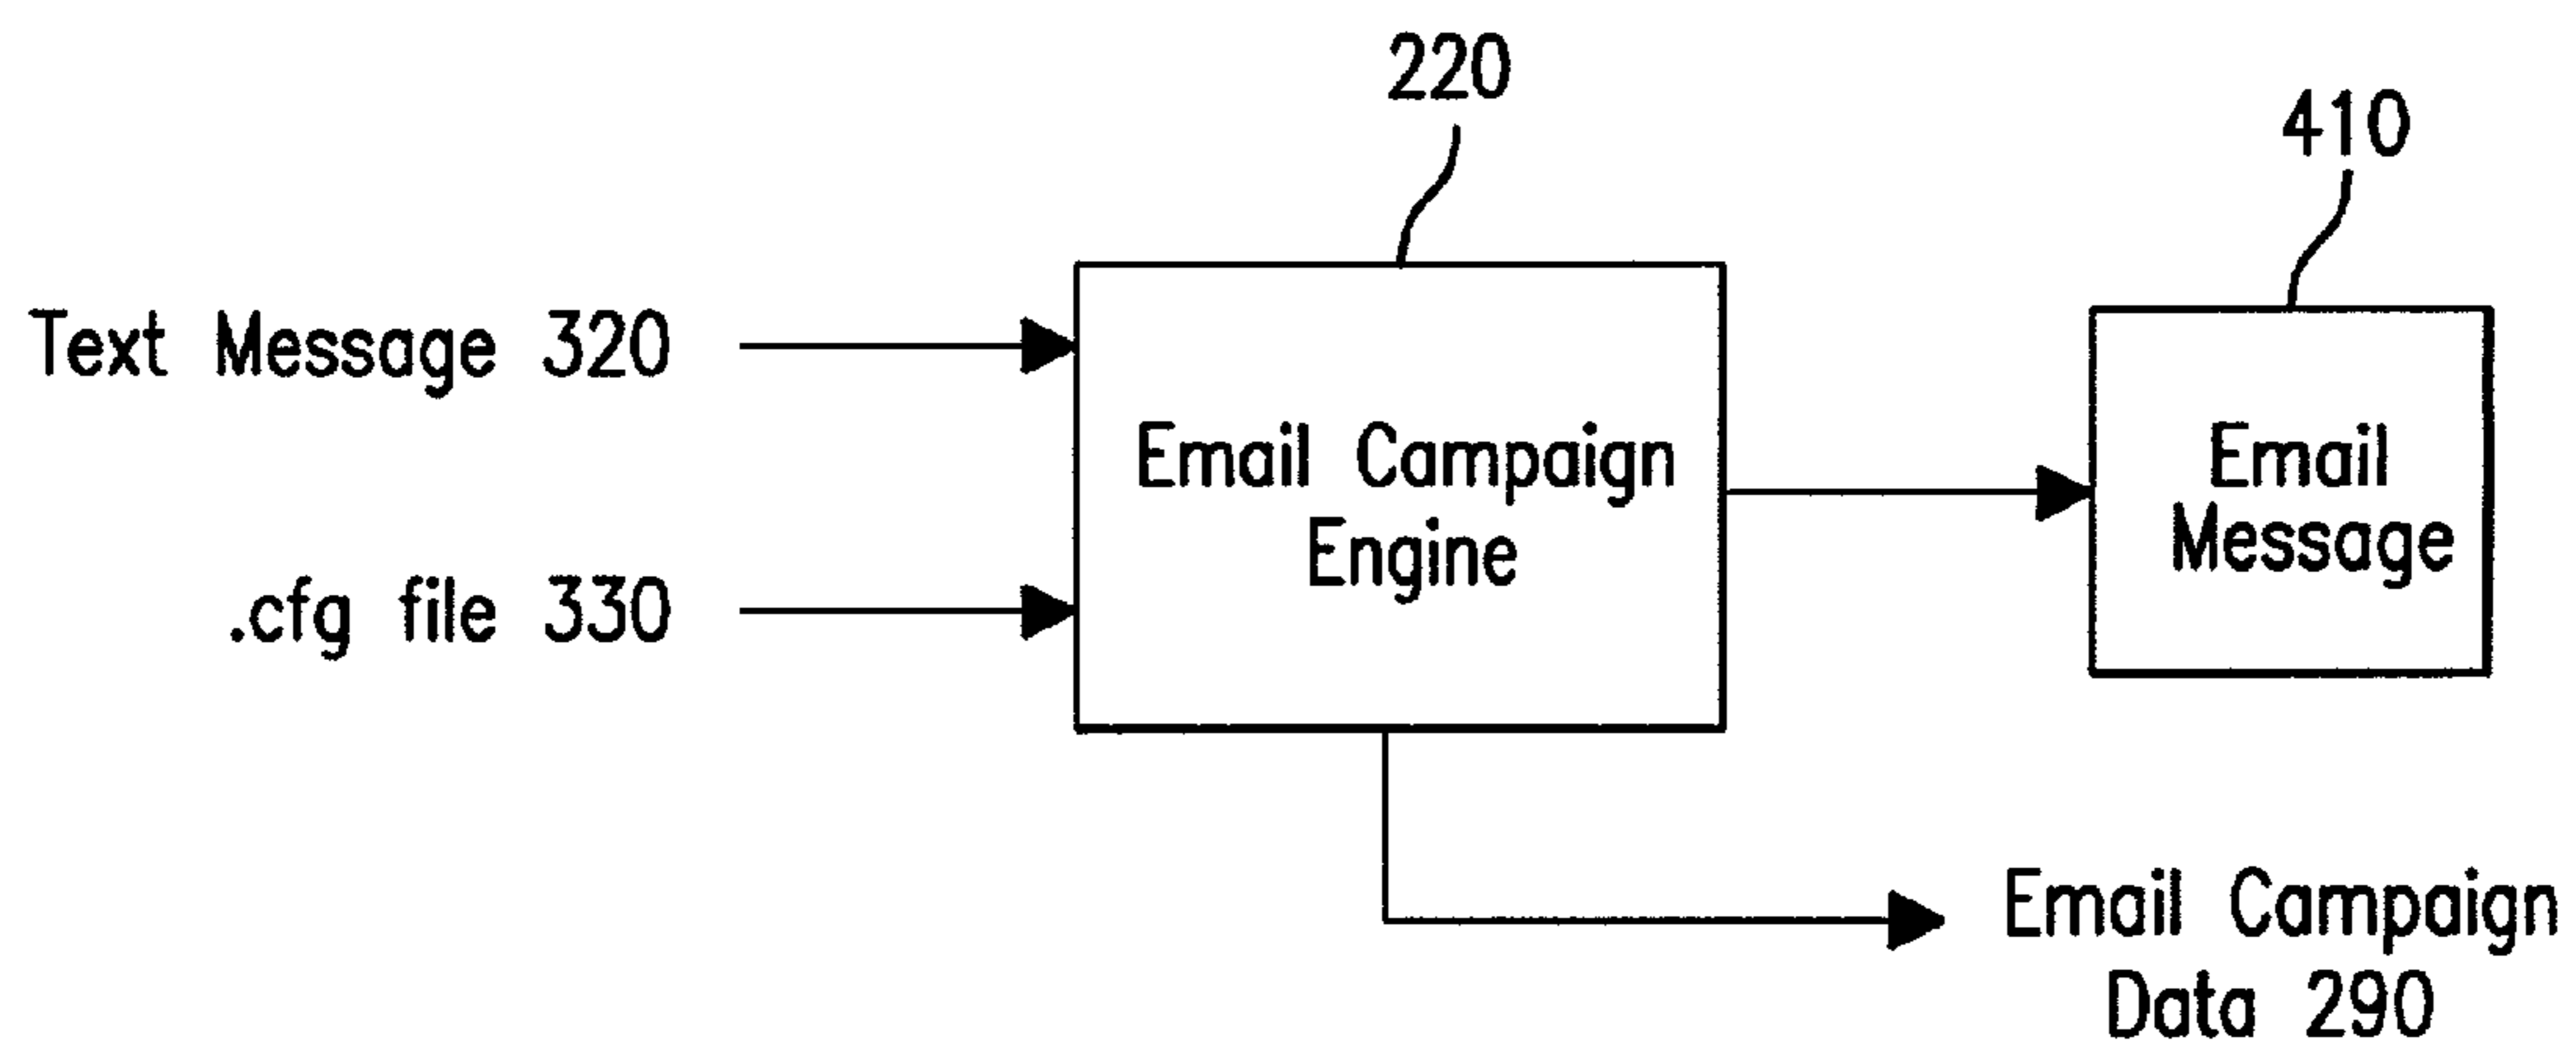 220
410
Text Message 320
Email Campaign
Engine
Email
Message
.cfg file 330
Email Campaign
Data 290